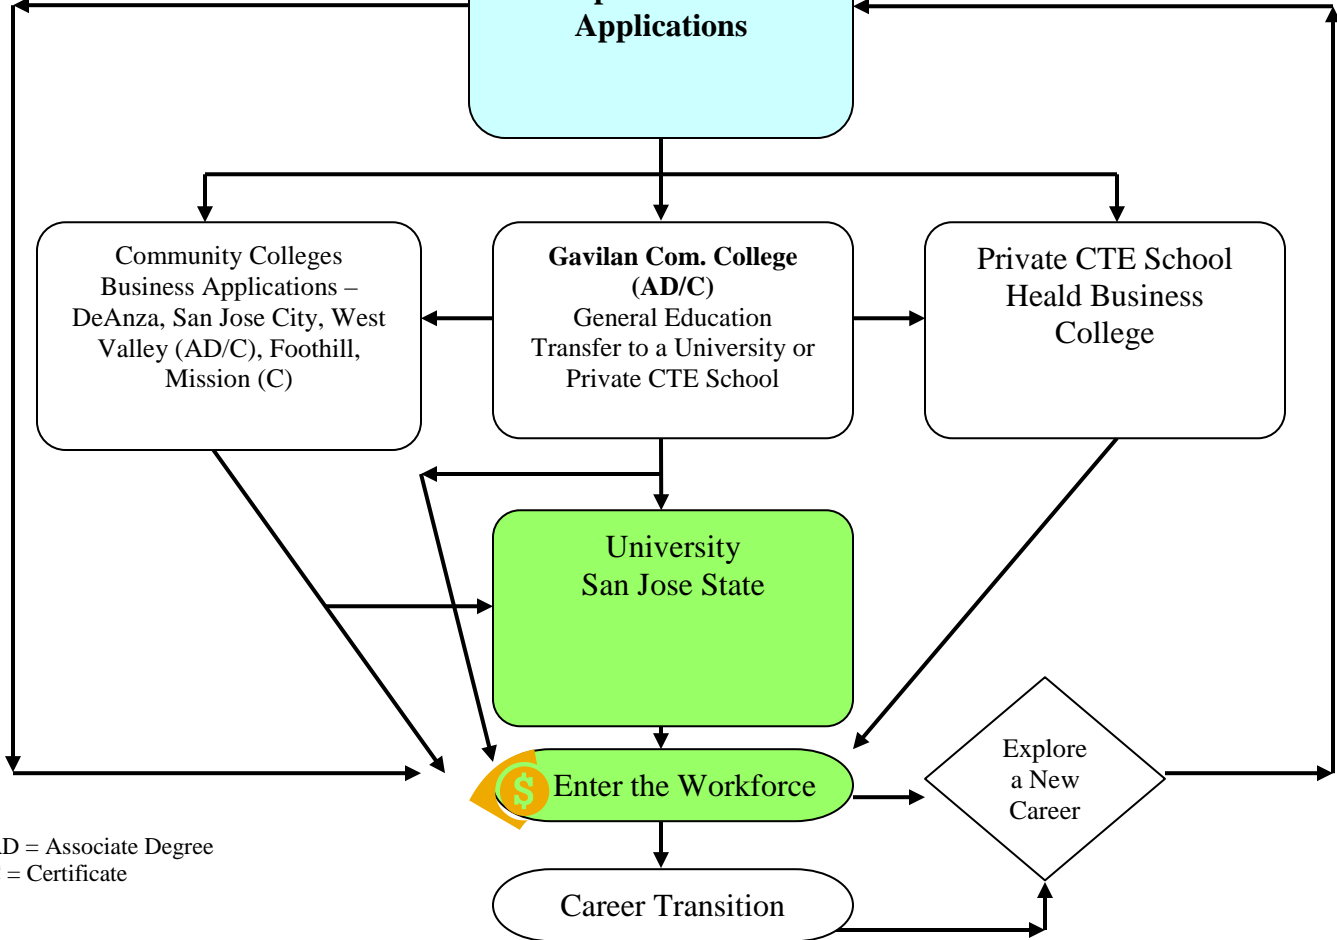 Applications
Community Colleges
Business Applications –
DeAnza, San Jose City, West
Valley (AD/C), Foothill,
Mission (C)
Gavilan Com. College
(AD/C)
General Education
Transfer to a University or
Private CTE School
Private CTE School
Heald Business
College
University
San Jose State
$ Enter the Workforce
Explore
a New
Career
= Associate Degree
= Certificate
Career Transition